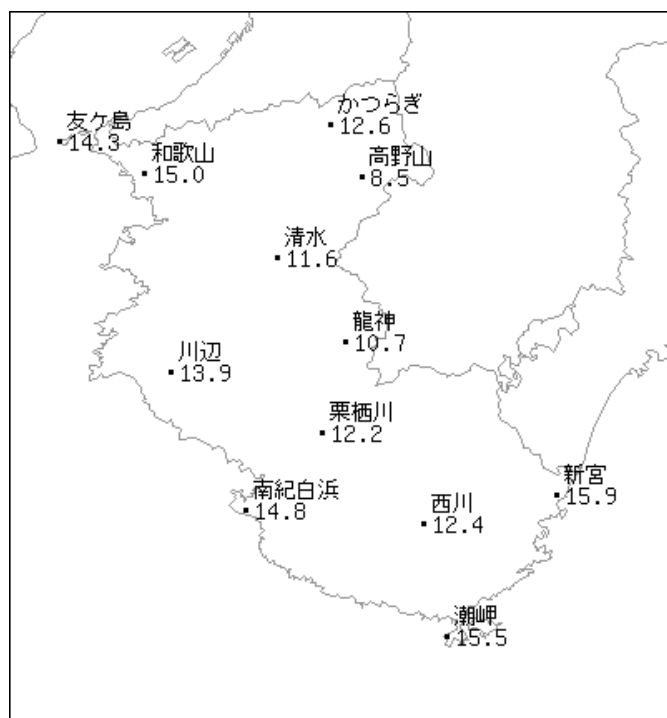 かつらぎ
12.6
友ケ島
14.3
和歌山
15.0
高野山
8.5
清水
11.6
龍神
10.7
川辺
13.9
栗栖川
12.2
南紀白浜
14.8
西川
12.4
新宮
15.9
潮岬
15.5